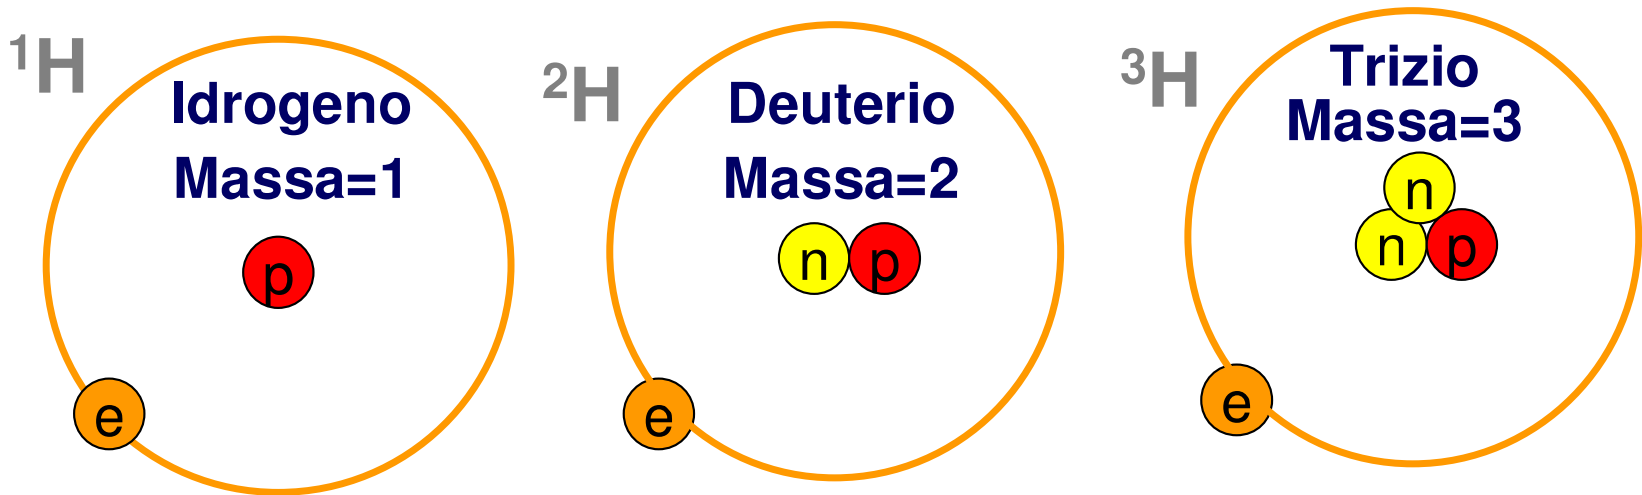 ¹H
Idrogeno
Massa=1
p
e
²H
Deuterio
Massa=2
n p
e
³H
Trizio
Massa=3
n
n p
e